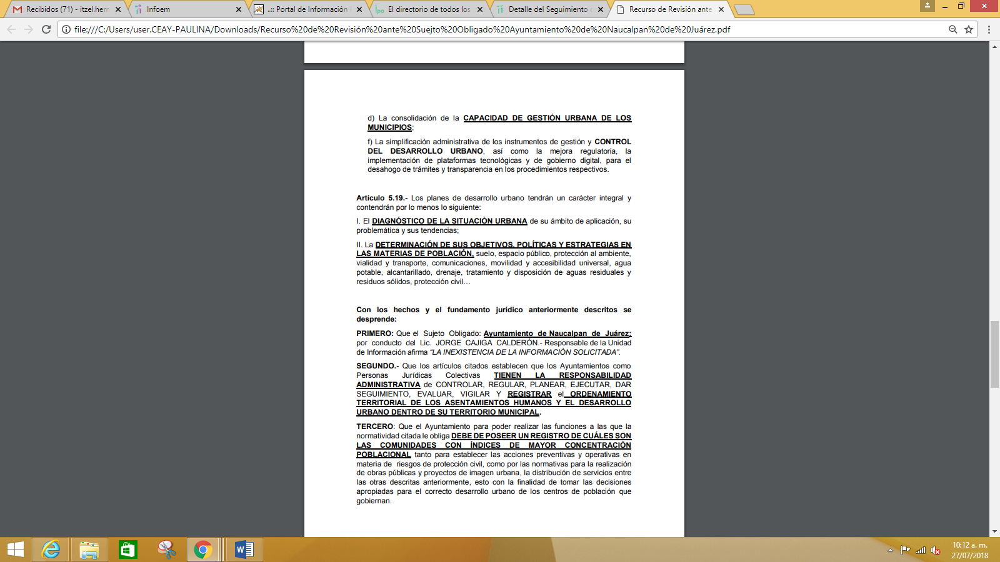 Recibidos (71) - itzel.hern
Infoem
..:: Portal de Información
El directorio de todos los
Detalle del Seguimiento
Recurso de Revisión ante
file:///C:/Users/user.CEAY-PAULINA/Downloads/Recurso%20de%20Revisión%20ante%20Suejto%20Obligado%20Ayuntamiento%20de%20Naucalpan%20de%20Juárez.pdf
d) La consolidación de la CAPACIDAD DE GESTIÓN URBANA DE LOS
MUNICIPIOS;
f) La simplificación administrativa de los instrumentos de gestión y CONTROL
DEL DESARROLLO URBANO, así como la mejora regulatoria, la
implementación de plataformas tecnológicas y de gobierno digital, para el
desahogo de trámites y transparencia en los procedimientos respectivos.
Artículo 5.19.- Los planes de desarrollo urbano tendrán un carácter integral y
contendrán por lo menos lo siguiente:
I. El DIAGNÓSTICO DE LA SITUACIÓN URBANA de su ámbito de aplicación, su
problemática y sus tendencias;
II. La DETERMINACIÓN DE SUS OBJETIVOS, POLÍTICAS Y ESTRATEGIAS EN
LAS MATERIAS DE POBLACIÓN, suelo, espacio público, protección al ambiente,
vialidad y transporte, comunicaciones, movilidad y accesibilidad universal, agua
potable, alcantarillado, drenaje, tratamiento y disposición de aguas residuales y
residuos sólidos, protección civil…
Con los hechos y el fundamento jurídico anteriormente descritos se
desprende:
PRIMERO: Que el Sujeto Obligado: Ayuntamiento de Naucalpan de Juárez;
por conducto del Lic. JORGE CAJIGA CALDERÓN.- Responsable de la Unidad
de Información afirma “LA INEXISTENCIA DE LA INFORMACIÓN SOLICITADA”.
SEGUNDO.- Que los artículos citados establecen que los Ayuntamientos como
Personas Jurídicas Colectivas TIENEN LA RESPONSABILIDAD
ADMINISTRATIVA de CONTROLAR, REGULAR, PLANEAR, EJECUTAR, DAR
SEGUIMIENTO, EVALUAR, VIGILAR Y REGISTRAR el ORDENAMIENTO
TERRITORIAL DE LOS ASENTAMIENTOS HUMANOS Y EL DESARROLLO
URBANO DENTRO DE SU TERRITORIO MUNICIPAL.
TERCERO: Que el Ayuntamiento para poder realizar las funciones a las que la
normatividad citada le obliga DEBE DE POSEER UN REGISTRO DE CUÁLES SON
LAS COMUNIDADES CON ÍNDICES DE MAYOR CONCENTRACIÓN
POBLACIONAL tanto para establecer las acciones preventivas y operativas en
materia de riesgos de protección civil, como por las normativas para la realización
de obras públicas y proyectos de imagen urbana, la distribución de servicios entre
las otras descritas anteriormente, esto con la finalidad de tomar las decisiones
apropiadas para el correcto desarrollo urbano de los centros de población que
gobiernan.
10:12 a. m.
27/07/2018